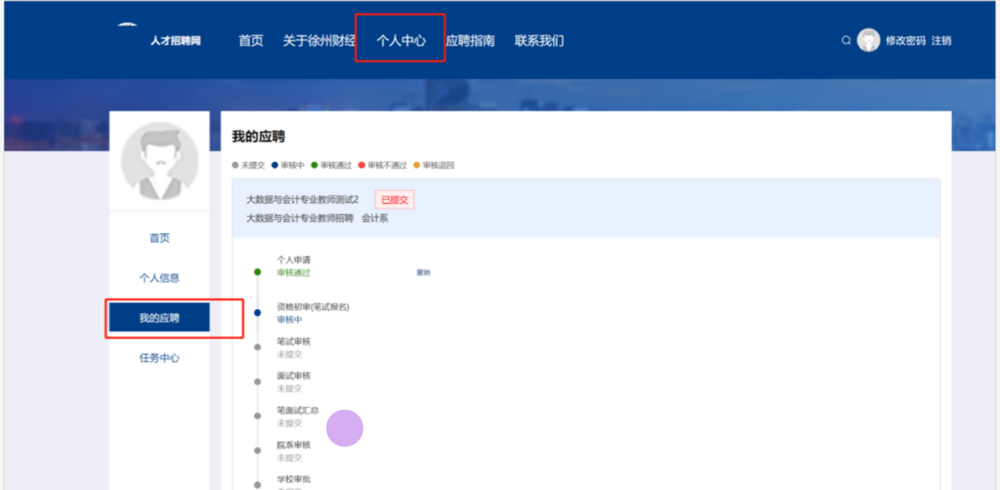 人才招聘网 首页 关于徐州财经 个人中心 应聘指南 联系我们 修改密码 注销
我的应聘
未提交 审核中 审核通过 审核不通过 审核退回
大数据与会计专业教师测试2 已提交
大数据与会计专业教师招聘 会计系
首页
个人信息
我的应聘
任务中心
个人申请
审核通过 撤销
资格初审(笔试报名)
审核中
笔试审核
未提交
面试审核
未提交
笔面试汇总
未提交
院系审核
未提交
学校审批